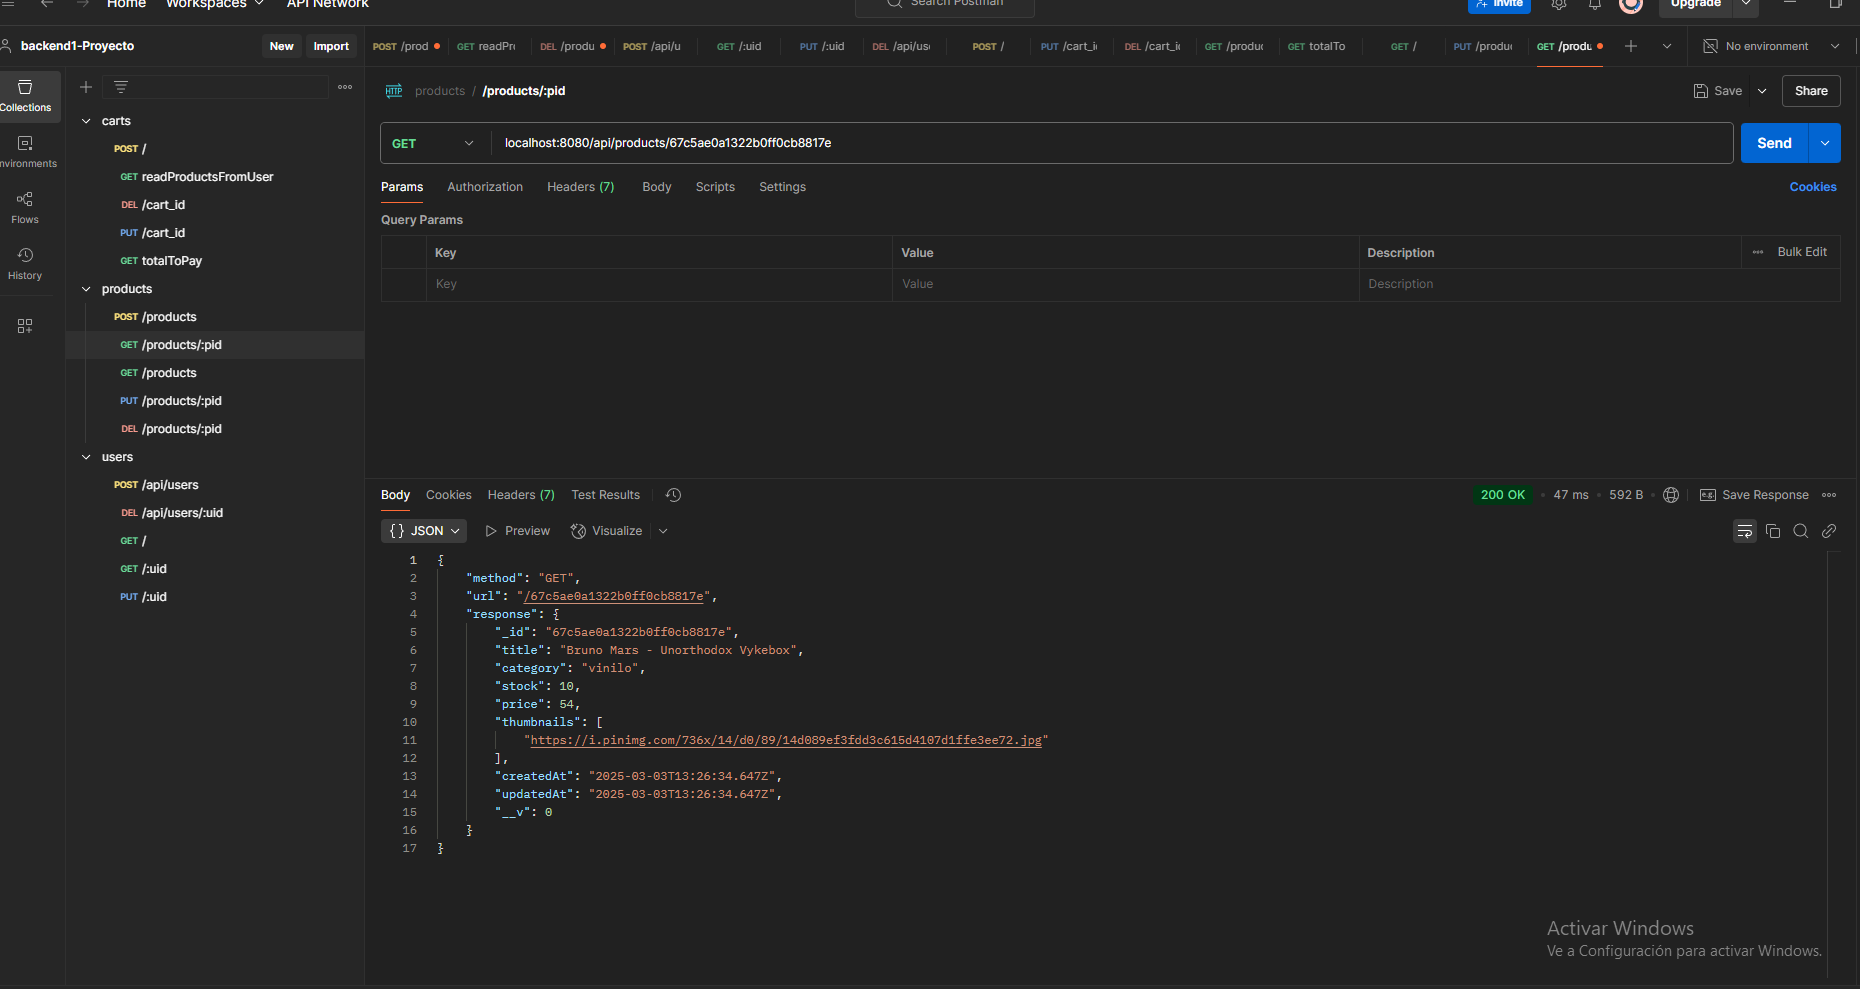 Home Workspaces API Network Search Postman Invite Upgrade
backend1-Proyecto New Import
POST /prod GET readPr DEL /produ POST /api/u GET /:uid PUT /:uid DEL /api/us POST / PUT /cart_i DEL /cart_i GET /produc GET totalTo GET / PUT /produc GET /produ No environment
Collections
nvironments
Flows
History
carts
POST /
GET readProductsFromUser
DEL /cart_id
PUT /cart_id
GET totalToPay
products
POST /products
GET /products/:pid
GET /products
PUT /products/:pid
DEL /products/:pid
users
POST /api/users
DEL /api/users/:uid
GET /
GET /:uid
PUT /:uid
HTTP products / /products/:pid Save Share
GET localhost:8080/api/products/67c5ae0a1322b0ff0cb8817e Send
Params Authorization Headers (7) Body Scripts Settings Cookies
Query Params
Key Value Description Bulk Edit
Key Value Description
Body Cookies Headers (7) Test Results 200 OK • 47 ms • 592 B e.g. Save Response
{} JSON Preview Visualize
1 {
2 "method": "GET",
3 "url": "/67c5ae0a1322b0ff0cb8817e",
4 "response": {
5 "_id": "67c5ae0a1322b0ff0cb8817e",
6 "title": "Bruno Mars - Unorthodox Vykebox",
7 "category": "vinilo",
8 "stock": 10,
9 "price": 54,
10 "thumbnails": [
11 "https://i.pinimg.com/736x/14/d0/89/14d089ef3fdd3c615d4107d1ffe3ee72.jpg"
12 ],
13 "createdAt": "2025-03-03T13:26:34.647Z",
14 "updatedAt": "2025-03-03T13:26:34.647Z",
15 "__v": 0
16 }
17 }
Activar Windows
Ve a Configuración para activar Windows.